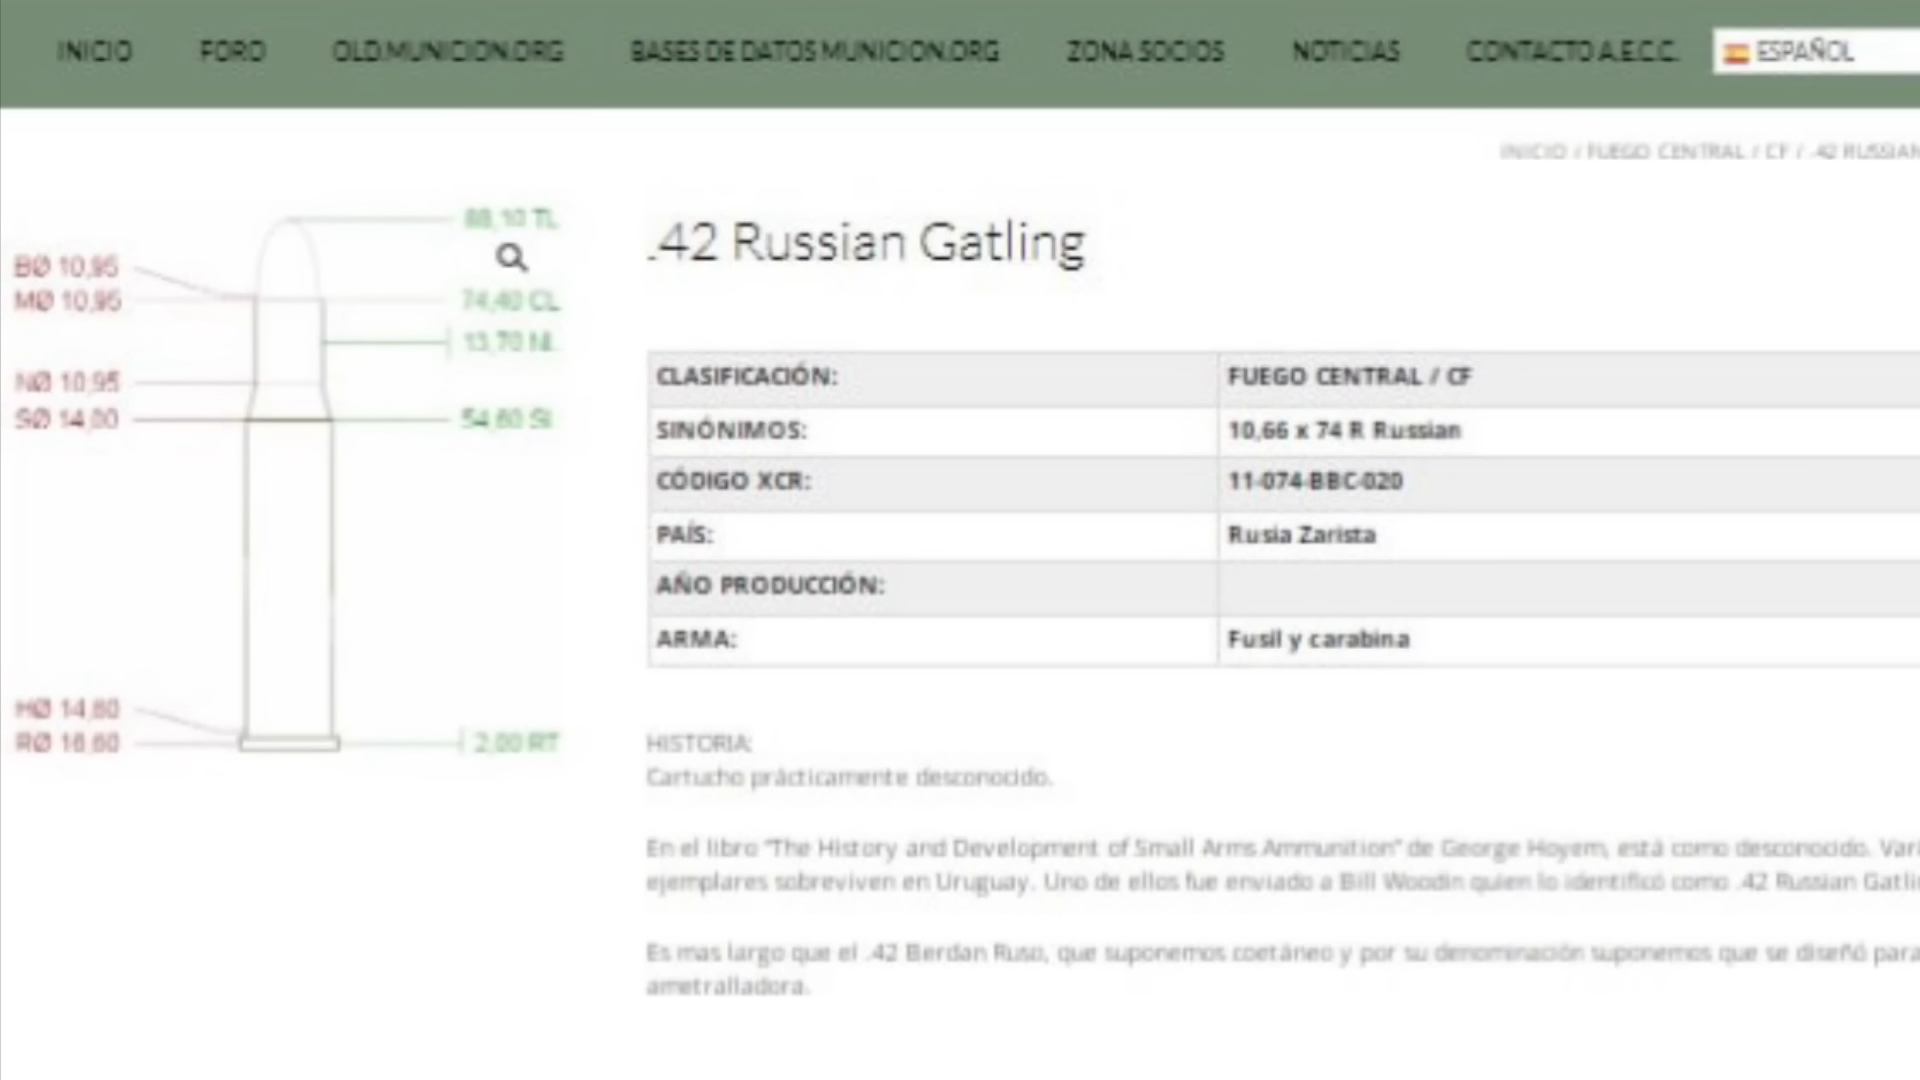 INICIO FORO OLD.MUNICION.ORG BASES DE DATOS MUNICION.ORG ZONA SOCIOS NOTICIAS CONTACTO A.E.C.C. ESPAÑOL
INICIO / FUEGO CENTRAL / CF / .42 RUSSIAN
88,10 TL
BØ 10,95
MØ 10,95
74,40 CL
13,70 NL
NØ 10,95
SØ 14,00
54,60 SL
HØ 14,60
RØ 16,60
2,00 RT
.42 Russian Gatling
CLASIFICACIÓN: FUEGO CENTRAL / CF
SINÓNIMOS: 10,66 x 74 R Russian
CÓDIGO XCR: 11-074-BBC-020
PAÍS: Rusia Zarista
AÑO PRODUCCIÓN:
ARMA: Fusil y carabina
HISTORIA:
Cartucho prácticamente desconocido.
En el libro "The History and Development of Small Arms Ammunition" de George Hoyem, está como desconocido. Vari
ejemplares sobreviven en Uruguay. Uno de ellos fue enviado a Bill Woodin quien lo identificó como .42 Russian Gatlin
Es mas largo que el .42 Berdan Ruso, que suponemos coetáneo y por su denominación suponemos que se diseñó para
ametralladora.